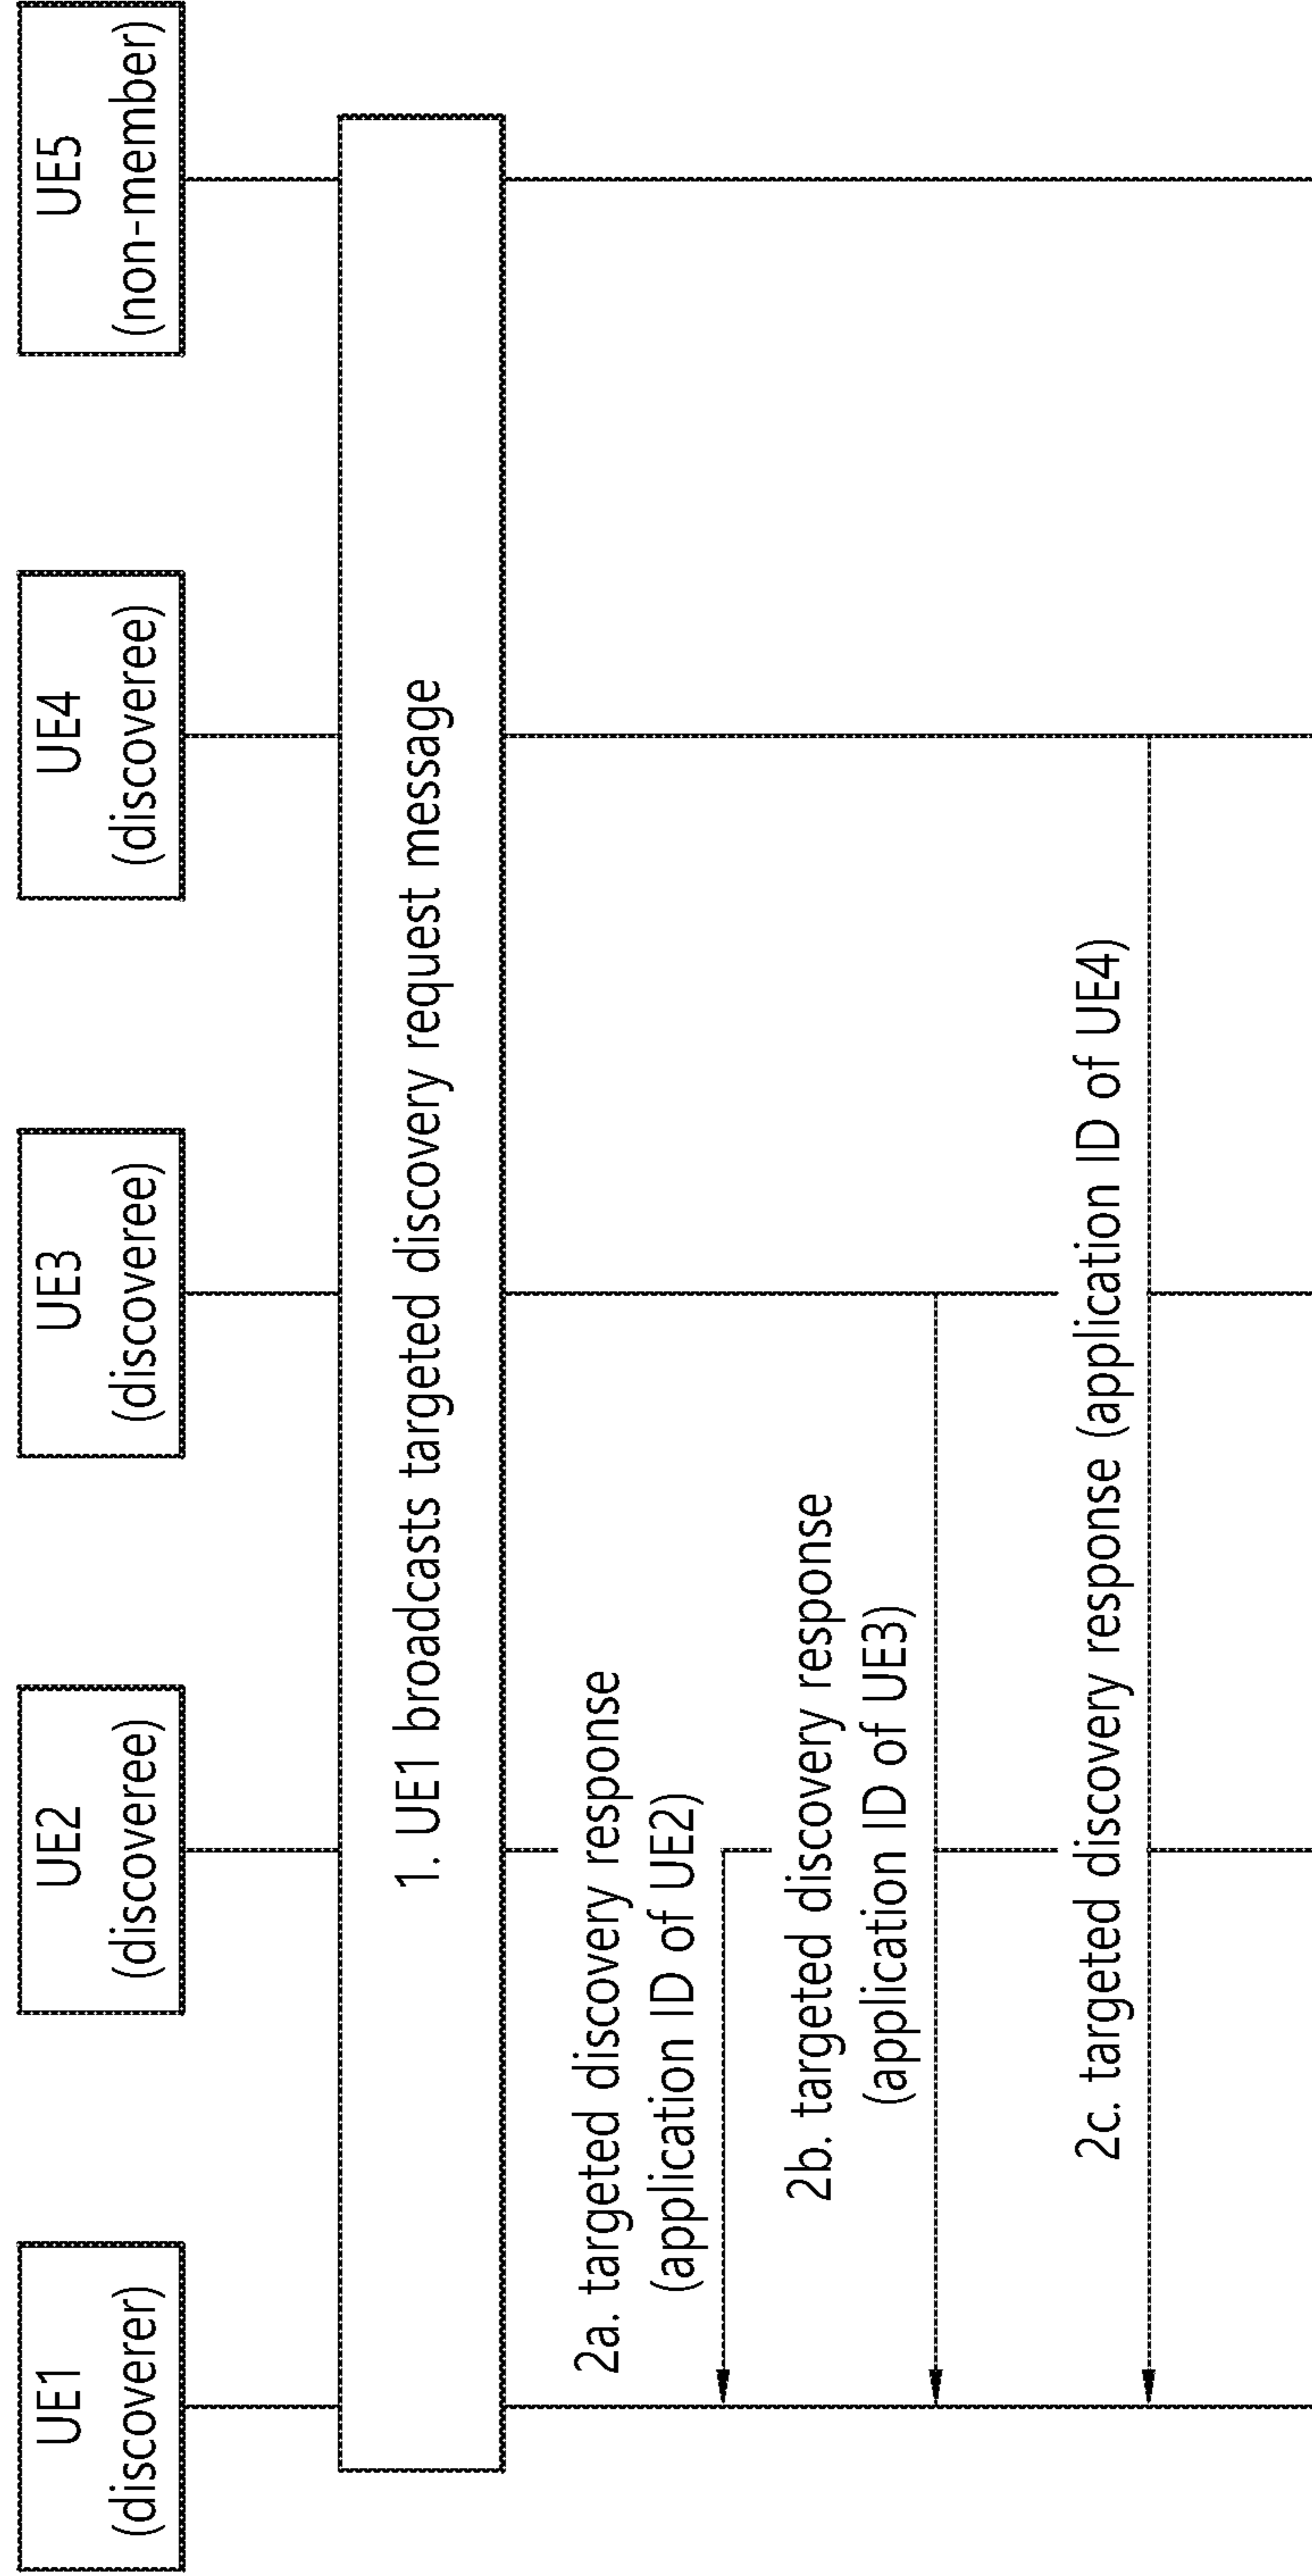 UE1
(discoverer)
UE2
(discoveree)
UE3
(discoveree)
UE4
(discoveree)
UE5
(non-member)
1. UE1 broadcasts targeted discovery request message
2a. targeted discovery response
(application ID of UE2)
2b. targeted discovery response
(application ID of UE3)
2c. targeted discovery response (application ID of UE4)